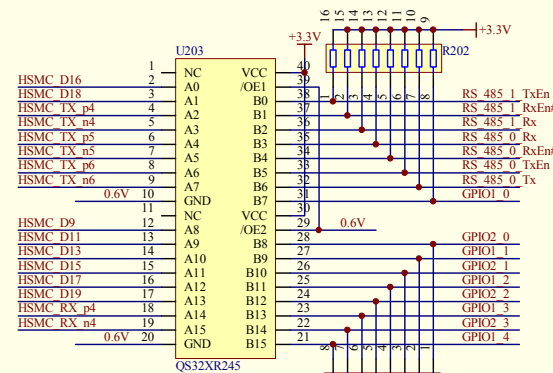 16 15 14 13 12 11 10 9
+3.3V
+3.3V
U203
R202
1 NC VCC 40
HSMC_D16 2 A0 /OE1 39
HSMC_D18 3 A1 B0 38 1 2 3 4 5 6 7 8 RS_485_1_TxEn
HSMC_TX_p4 4 A2 B1 37 RS_485_1_RxEn#
HSMC_TX_n4 5 A3 B2 36 RS_485_1_Rx
HSMC_TX_p5 6 A4 B3 35 RS_485_0_Rx
HSMC_TX_n5 7 A5 B4 34 RS_485_0_RxEn#
HSMC_TX_p6 8 A6 B5 33 RS_485_0_TxEn
HSMC_TX_n6 9 A7 B6 32 RS_485_0_Tx
0.6V 10 GND B7 31 GPIO1_0
11 NC VCC 30
HSMC_D9 12 A8 /OE2 29 0.6V
HSMC_D11 13 A9 B8 28 GPIO2_0
HSMC_D13 14 A10 B9 27 GPIO1_1
HSMC_D15 15 A11 B10 26 GPIO2_1
HSMC_D17 16 A12 B11 25 GPIO1_2
HSMC_D19 17 A13 B12 24 GPIO2_2
HSMC_RX_p4 18 A14 B13 23 GPIO1_3
HSMC_RX_n4 19 A15 B14 22 GPIO2_3
0.6V 20 GND B15 21 GPIO1_4
8 7 6 5 4 3 2 1
QS32XR245